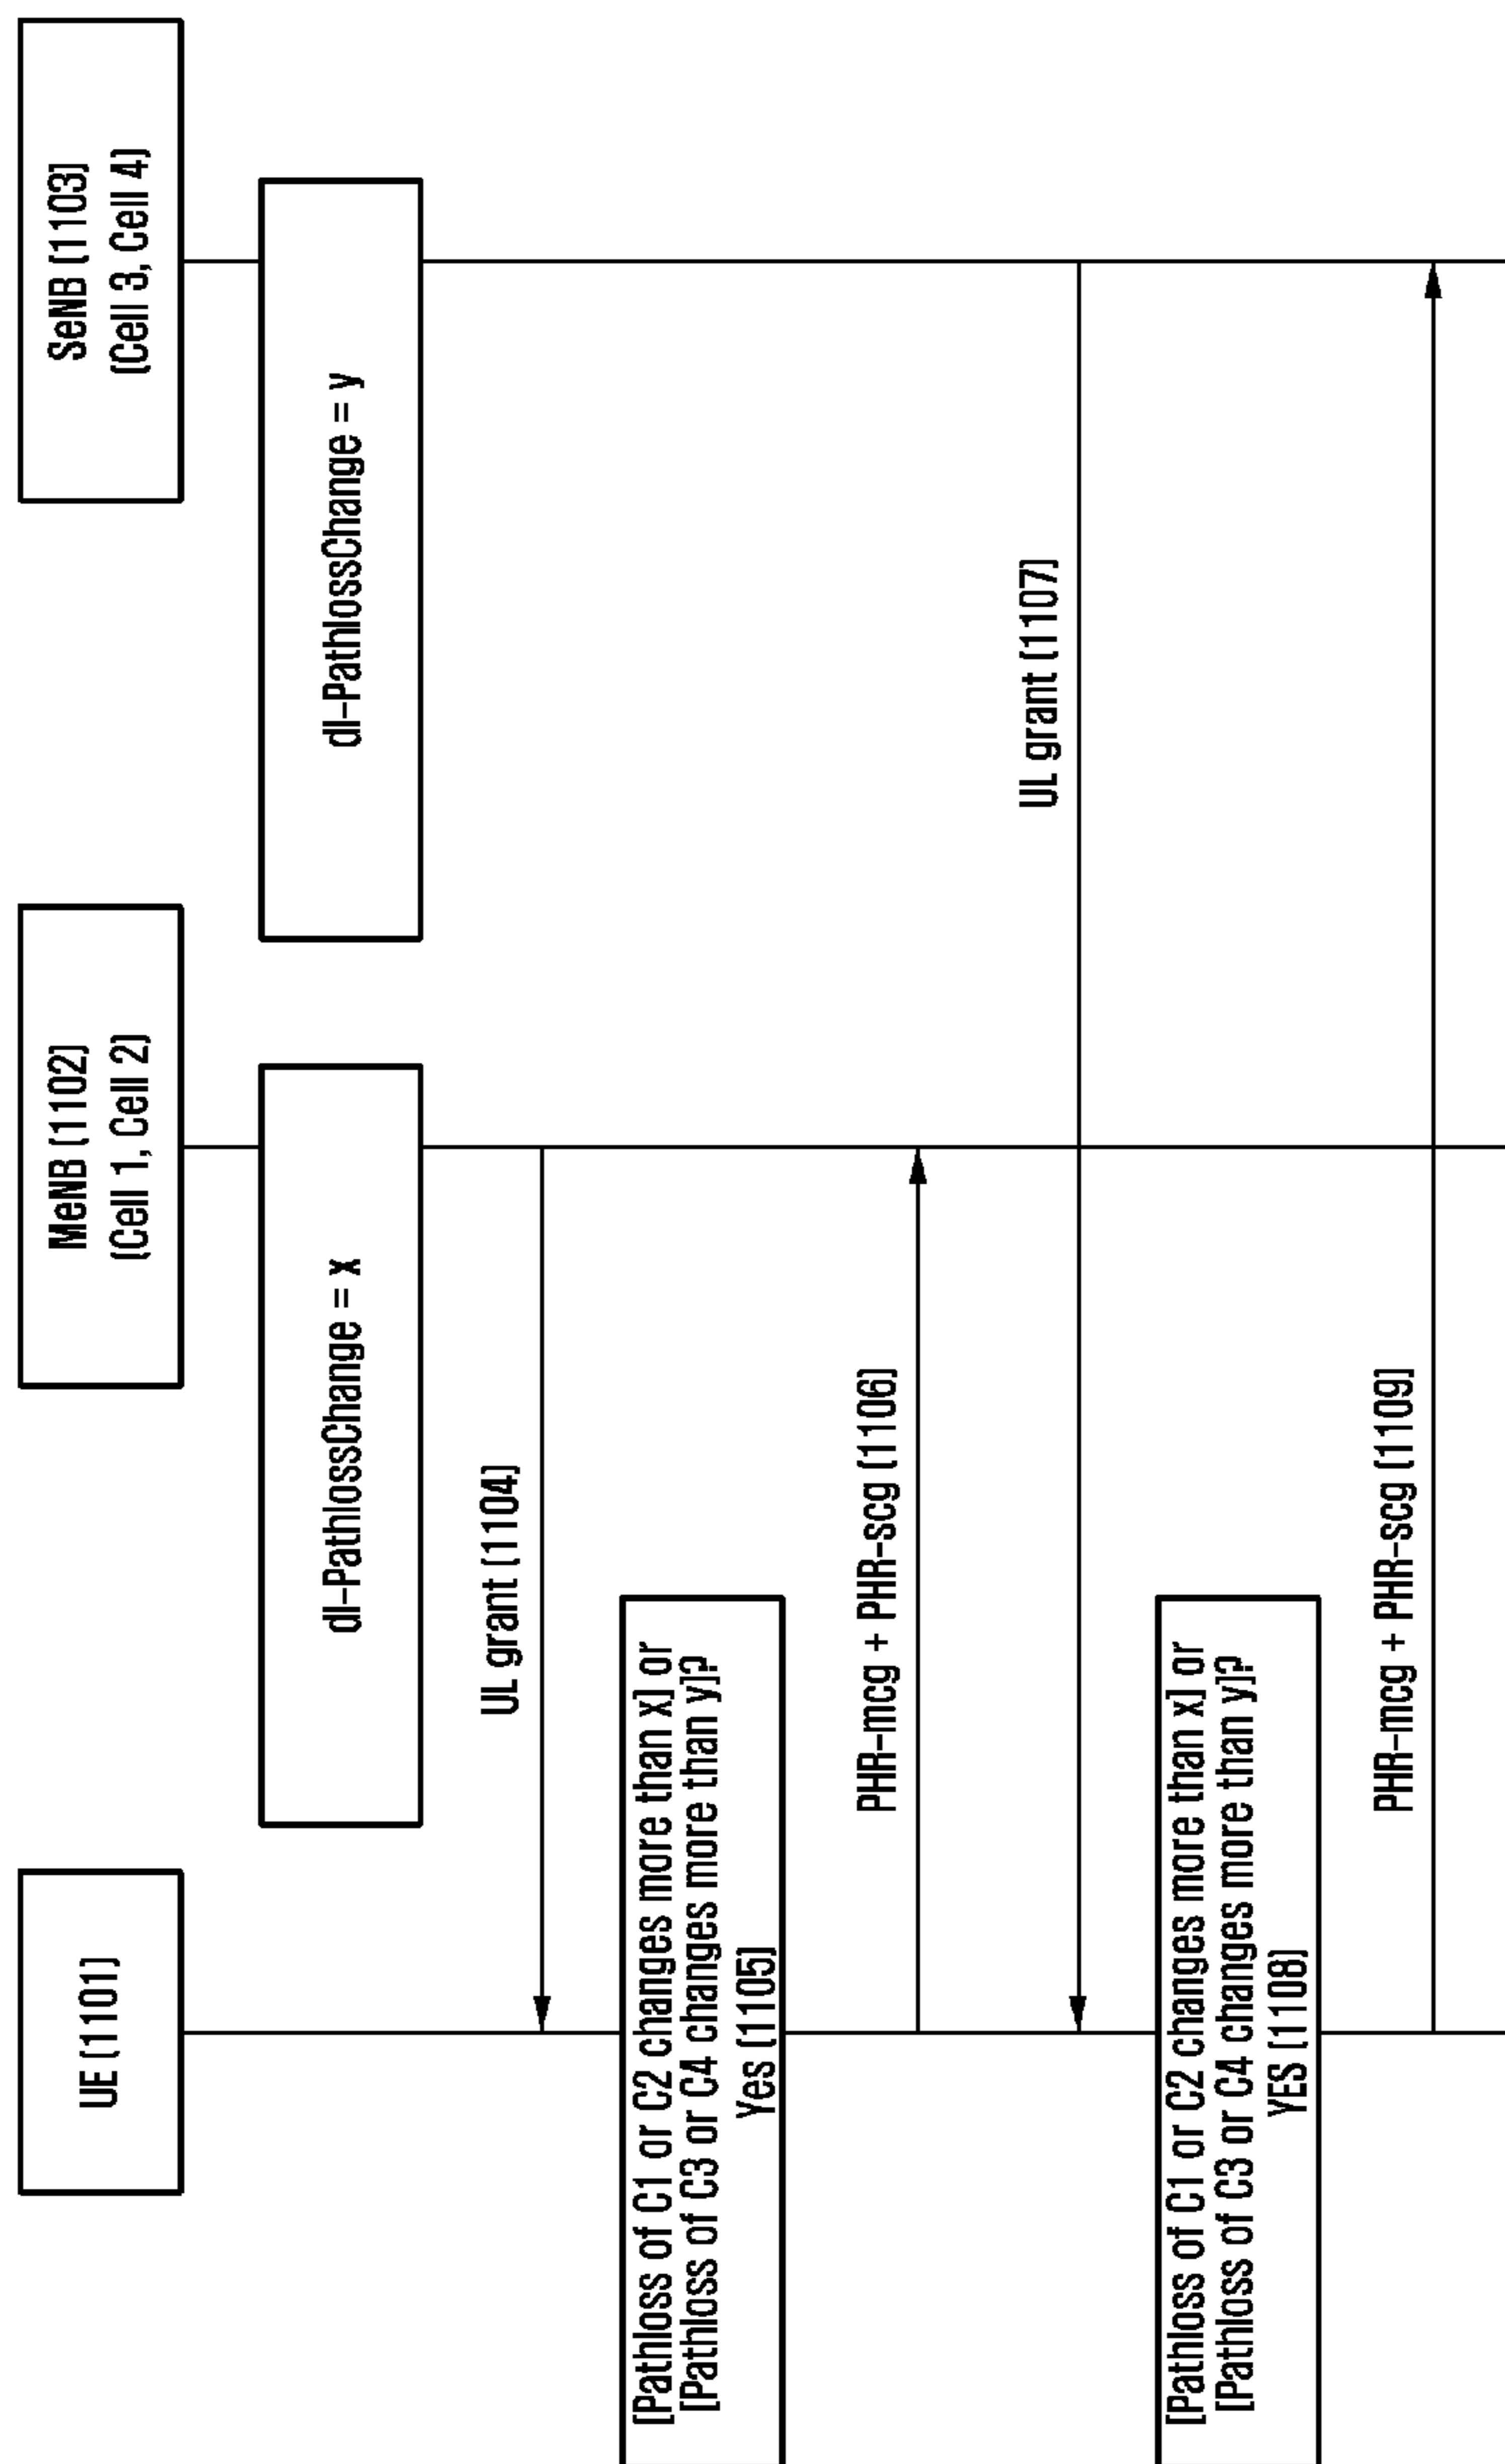 UE (1101)
MeNB (1102)
(Cell 1, Cell 2)
SeNB (1103)
(Cell 3, Cell 4)
dl-PathlossChange = x
dl-PathlossChange = y
UL grant (1104)
[Pathloss of C1 or C2 changes more than x] or
[Pathloss of C3 or C4 changes more than y]?
Yes (1105)
PHR-mcg + PHR-scg (1106)
UL grant (1107)
[Pathloss of C1 or C2 changes more than x] or
[Pathloss of C3 or C4 changes more than y]?
YES (1108)
PHR-mcg + PHR-scg (1109)